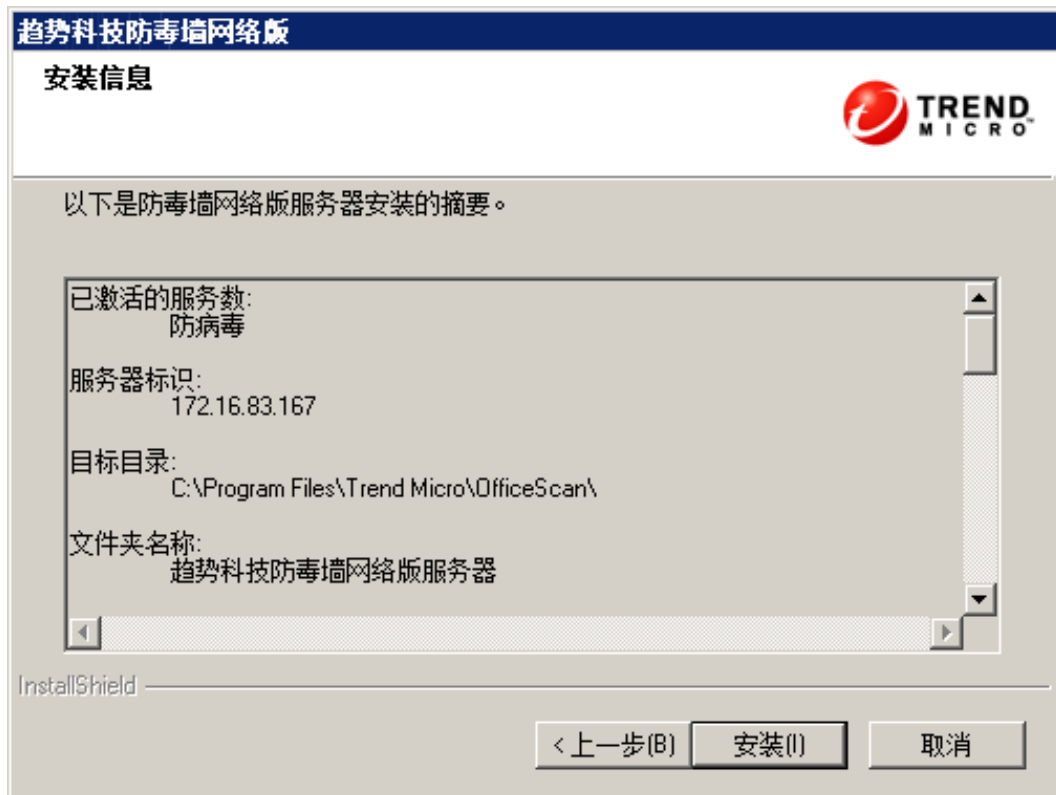 趋势科技防毒墙网络版
安装信息
TREND
MICRO™
以下是防毒墙网络版服务器安装的摘要。
已激活的服务数:
防病毒
服务器标识:
172.16.83.167
目标目录:
C:\Program Files\Trend Micro\OfficeScan\
文件夹名称:
趋势科技防毒墙网络版服务器
InstallShield
< 上一步(B) 安装(I) 取消